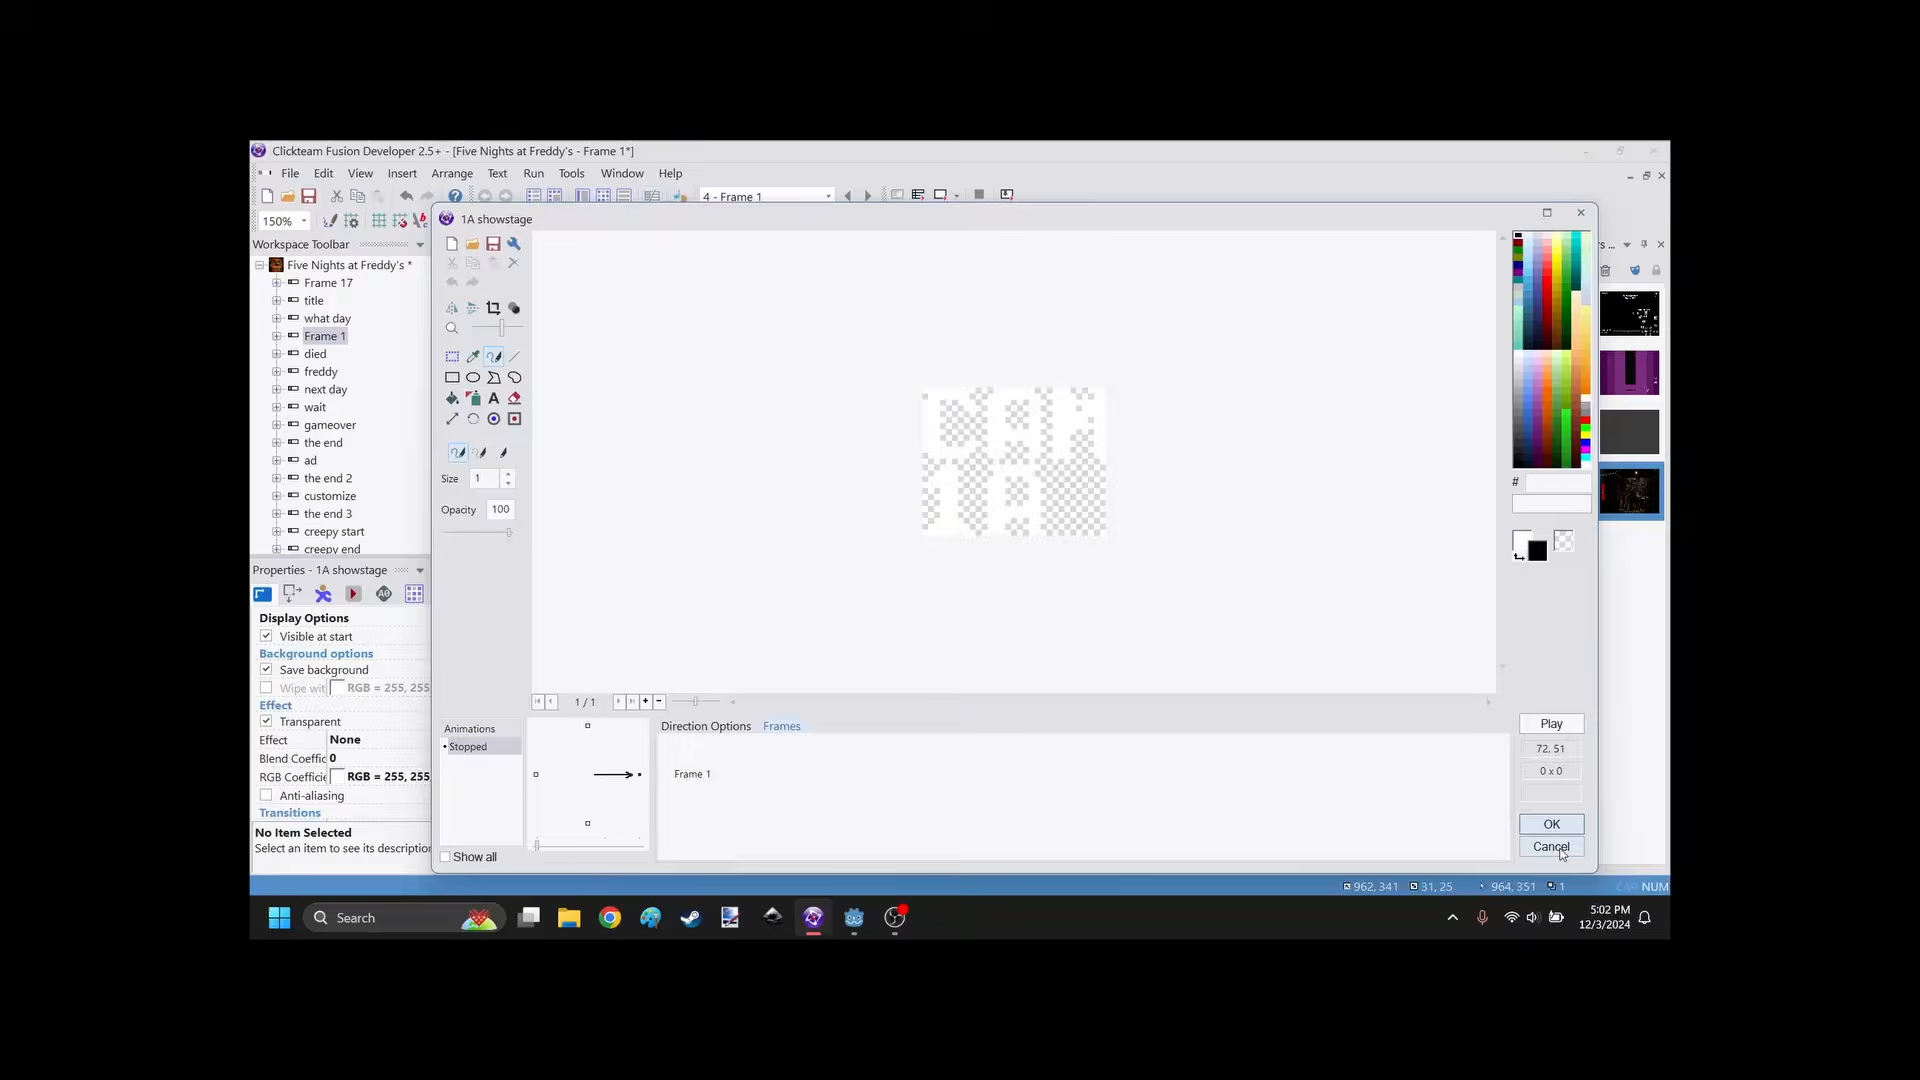 Clickteam Fusion Developer 2.5+ - [Five Nights at Freddy's - Frame 1*]
File Edit View Insert Arrange Text Run Tools Window Help
4 - Frame 1
150%
1A showstage
Workspace Toolbar
Five Nights at Freddy's *
Frame 17
title
what day
Frame 1
died
freddy
next day
wait
gameover
the end
ad
the end 2
customize
the end 3
creepy start
creepy end
Size 1
Opacity 100
CAM
1A
#
Properties - 1A showstage
Display Options
Visible at start
Background options
Save background
Wipe wit RGB = 255, 255
Effect
Transparent
Effect None
Blend Coeffic 0
RGB Coefficie RGB = 255, 255
Anti-aliasing
Transitions
No Item Selected
Select an item to see its description
1 / 1
Animations
Stopped
Show all
Direction Options Frames
Frame 1
Play
72, 51
0 x 0
OK
Cancel
962, 341 31, 25 964, 351 1 CAP NUM
Search
5:02 PM
12/3/2024